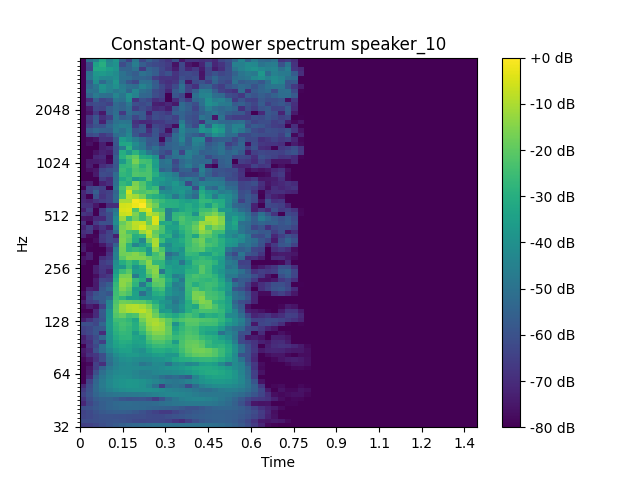 Constant-Q power spectrum speaker_10
Hz
2048
1024
512
256
128
64
32
0 0.15 0.3 0.45 0.6 0.75 0.9 1.1 1.2 1.4
Time
+0 dB
-10 dB
-20 dB
-30 dB
-40 dB
-50 dB
-60 dB
-70 dB
-80 dB